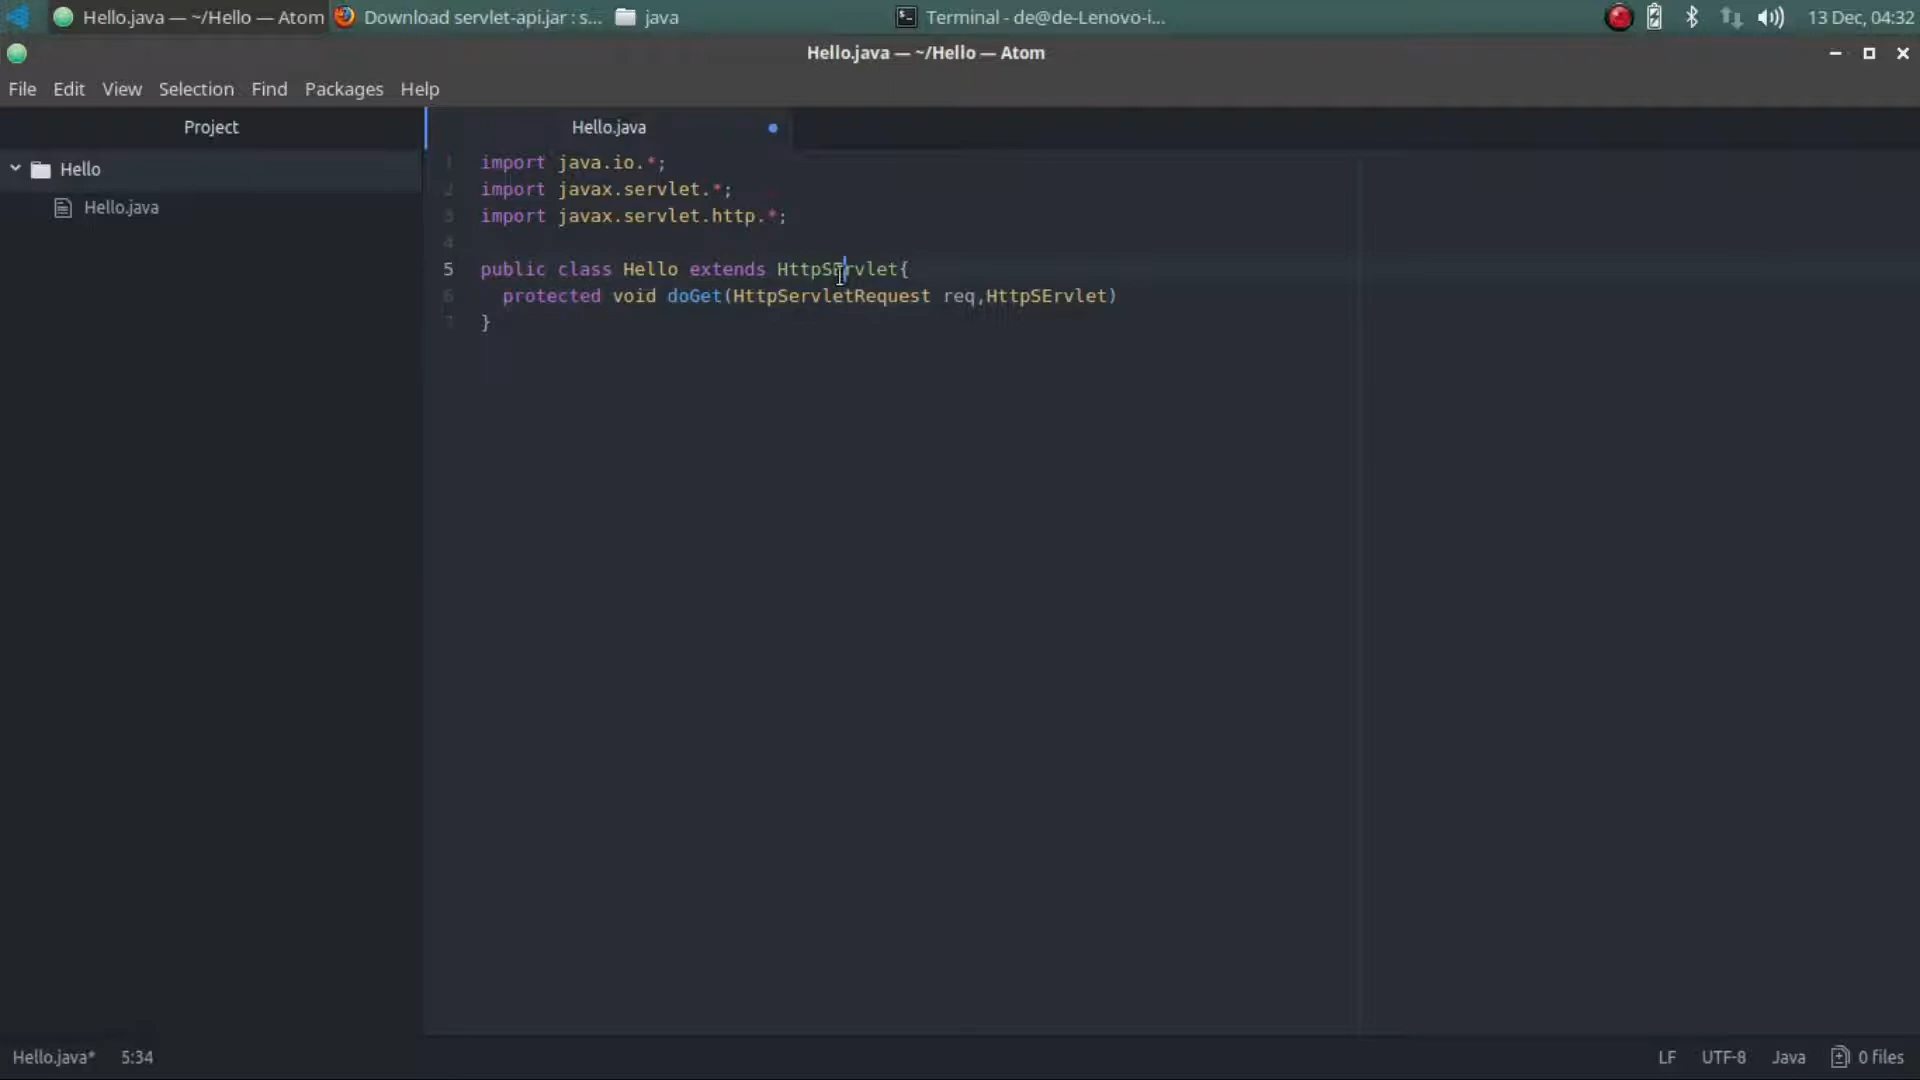 Hello.java — ~/Hello — Atom
Download servlet-api.jar : s...
java
Terminal - de@de-Lenovo-i...
13 Dec, 04:32
Hello.java — ~/Hello — Atom
File Edit View Selection Find Packages Help
Project
Hello.java
Hello
Hello.java
1 import java.io.*;
2 import javax.servlet.*;
3 import javax.servlet.http.*;
4
5 public class Hello extends HttpSErvlet{
6 protected void doGet(HttpServletRequest req,HttpSErvlet)
7 }
Hello.java* 5:34
LF UTF-8 Java 0 files